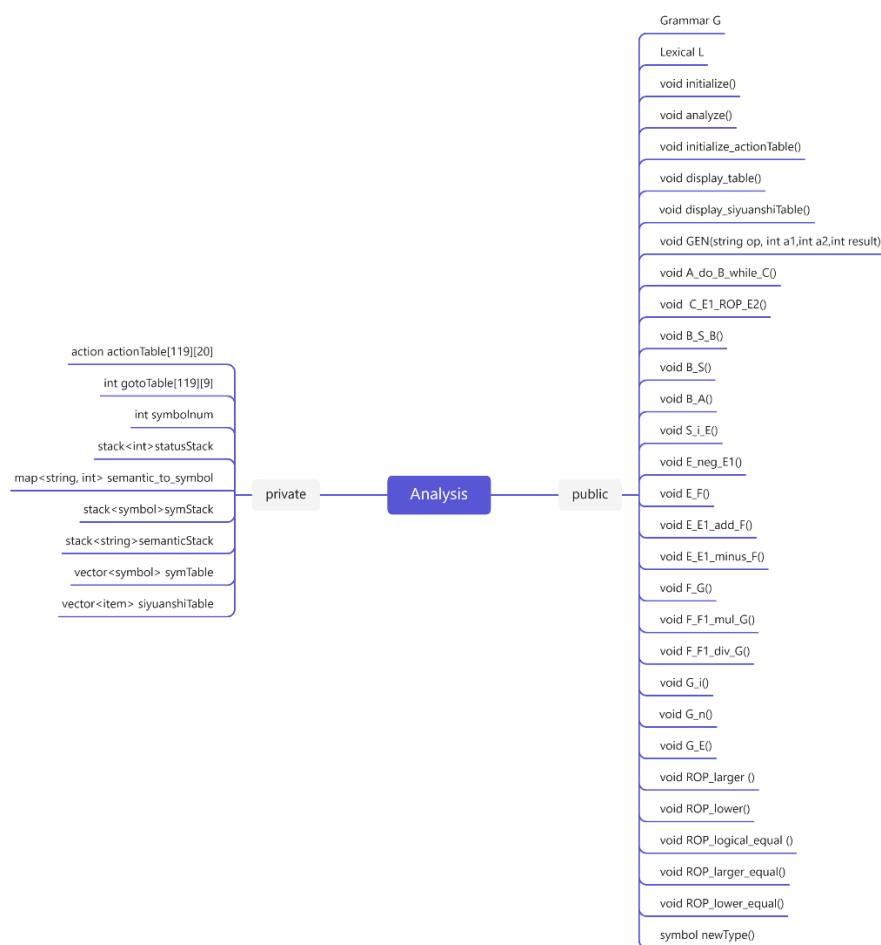 Grammar G
Lexical L
void initialize()
void analyze()
void initialize_actionTable()
void display_table()
void display_siyuanshiTable()
void GEN(string op, int a1,int a2,int result)
void A_do_B_while_C()
void  C_E1_ROP_E2()
void B_S_B()
void B_S()
void B_A()
void S_i_E()
void E_neg_E1()
void E_F()
void E_E1_add_F()
void E_E1_minus_F()
void F_G()
void F_F1_mul_G()
void F_F1_div_G()
void G_i()
void G_n()
void G_E()
void ROP_larger ()
void ROP_lower()
void ROP_logical_equal ()
void ROP_larger_equal()
void ROP_lower_equal()
symbol newType()
public
Analysis
private
action actionTable[119][20]
int gotoTable[119][9]
int symbolnum
stack<int>statusStack
map<string, int> semantic_to_symbol
stack<symbol>symStack
stack<string>semanticStack
vector<symbol> symTable
vector<item> siyuanshiTable